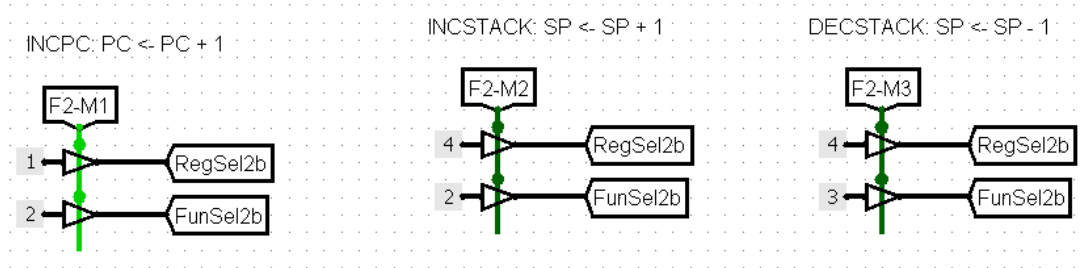 INCPC: PC <- PC + 1
F2-M1
1
RegSel2b
2
FunSel2b
INCSTACK: SP <- SP + 1
F2-M2
4
RegSel2b
2
FunSel2b
DECSTACK: SP <- SP - 1
F2-M3
4
RegSel2b
3
FunSel2b